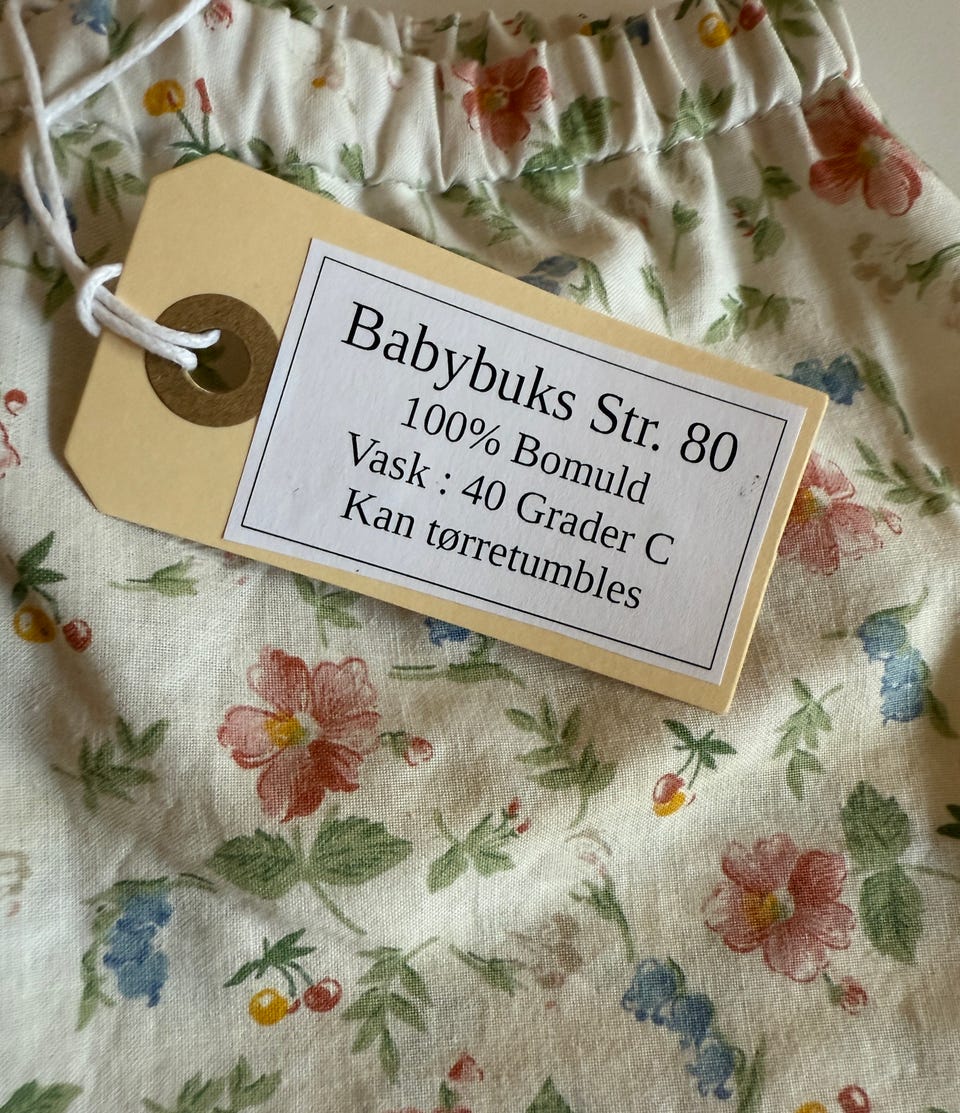 Babybuks Str. 80
100% Bomuld
Vask : 40 Grader C
Kan tørretumbles